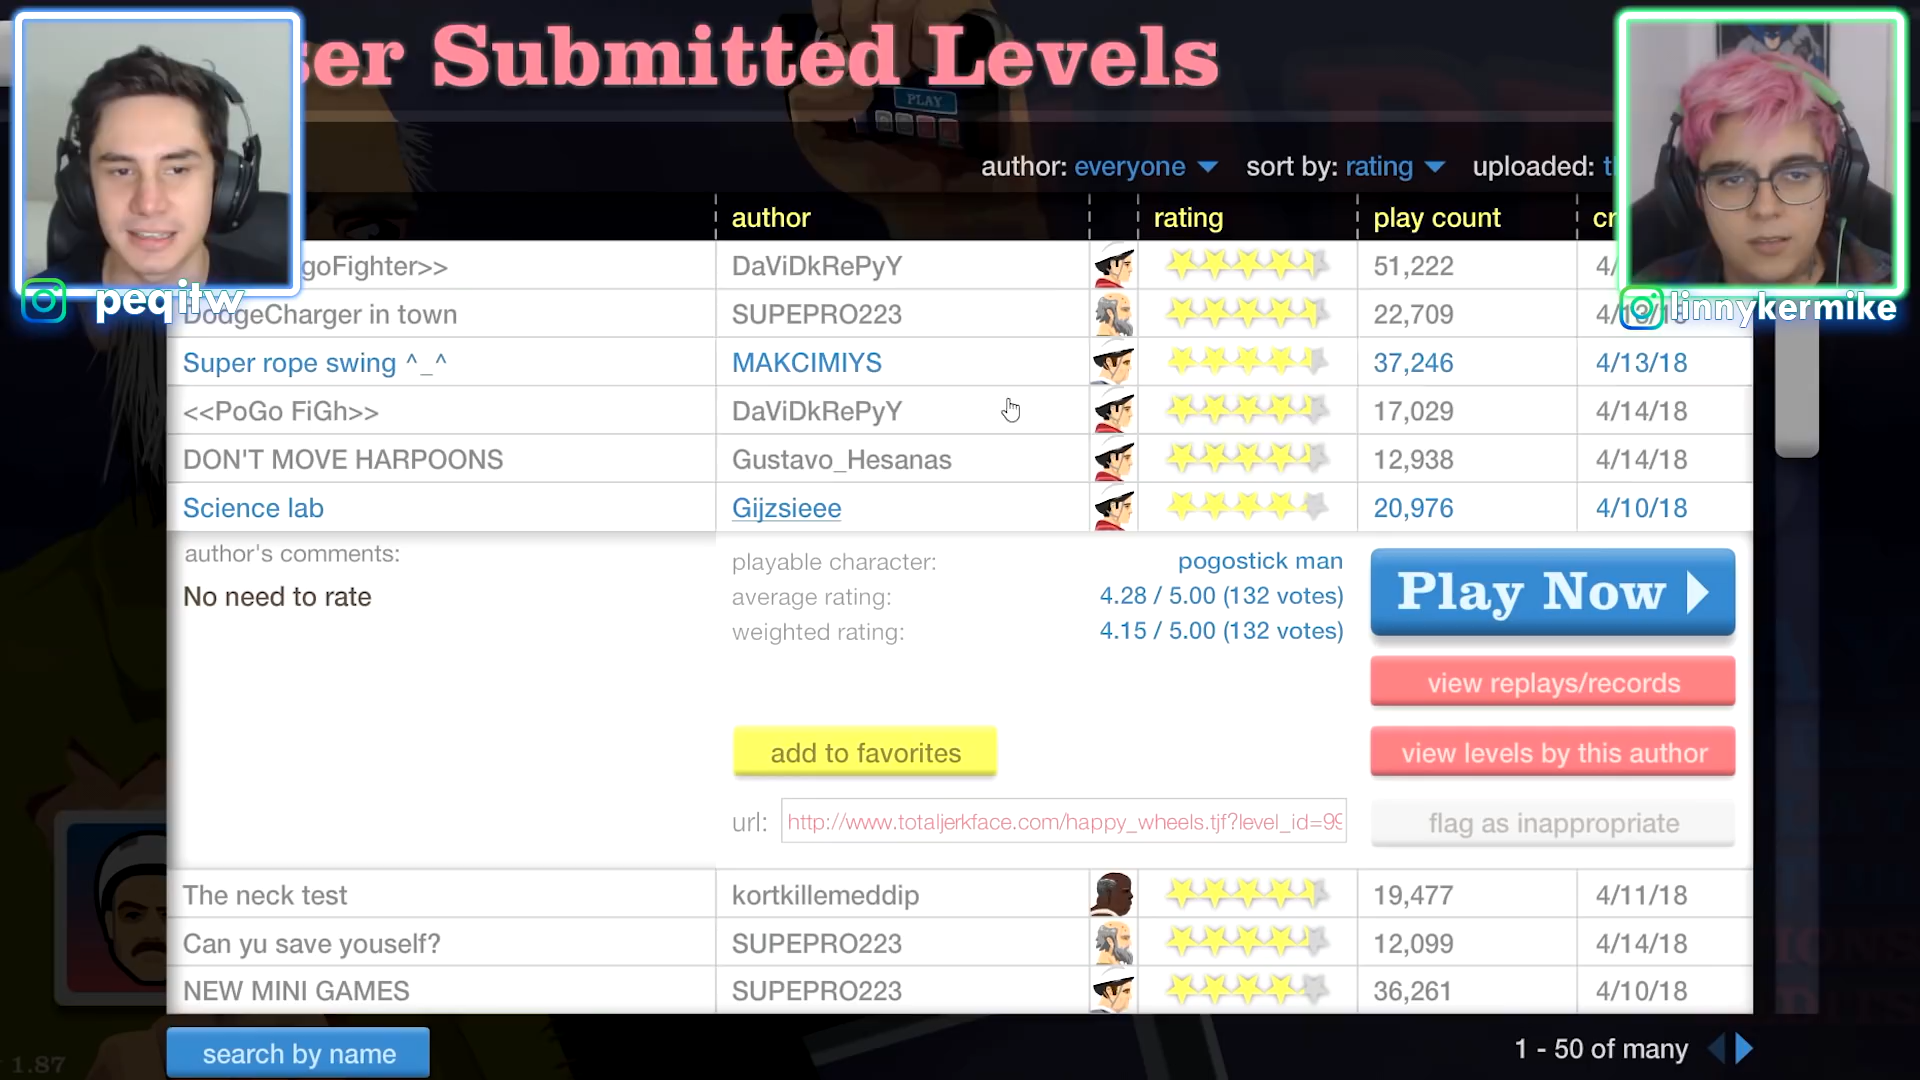 ser Submitted Levels
PLAY
author: everyone sort by: rating uploaded:
author rating play count
goFighter>> DaViDkRePyY 51,222 4/
peqitw
DodgeCharger in town SUPEPRO223 22,709 4/13/18
linnykermike
Super rope swing ^_^ MAKCIMIYS 37,246 4/13/18
<<PoGo FiGh>> DaViDkRePyY 17,029 4/14/18
DON'T MOVE HARPOONS Gustavo_Hesanas 12,938 4/14/18
Science lab Gijzsieee 20,976 4/10/18
author's comments:
No need to rate
playable character: pogostick man
average rating: 4.28 / 5.00 (132 votes)
weighted rating: 4.15 / 5.00 (132 votes)
Play Now
view replays/records
add to favorites
view levels by this author
url: http://www.totaljerkface.com/happy_wheels.tjf?level_id=99
flag as inappropriate
The neck test kortkillemeddip 19,477 4/11/18
Can yu save youself? SUPEPRO223 12,099 4/14/18
NEW MINI GAMES SUPEPRO223 36,261 4/10/18
search by name
1 - 50 of many
1.87